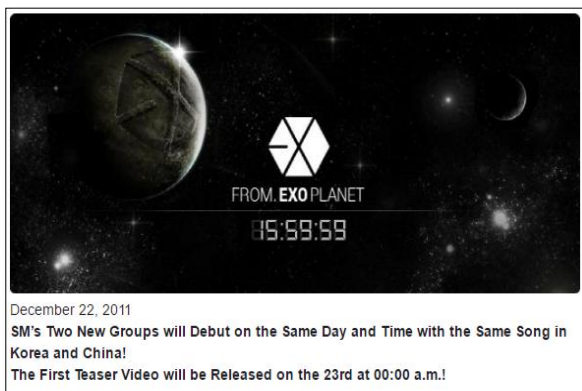 EXO
FROM. EXO PLANET
15:59:59
December 22, 2011
SM's Two New Groups will Debut on the Same Day and Time with the Same Song in
Korea and China!
The First Teaser Video will be Released on the 23rd at 00:00 a.m.!